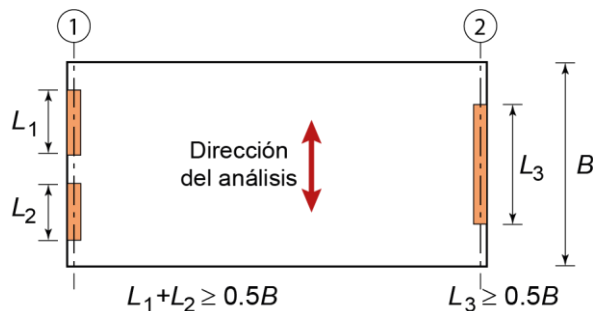 1
2
L1
Dirección
del análisis
L2
L3
B
L1+L2 ≥ 0.5B
L3 ≥ 0.5B